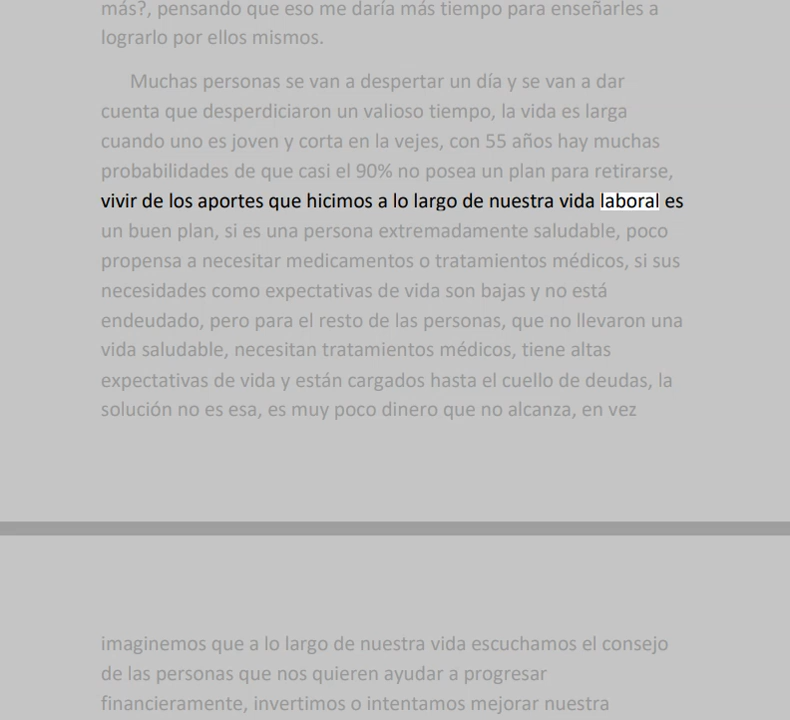 más?, pensando que eso me daría más tiempo para enseñarles a
lograrlo por ellos mismos.
Muchas personas se van a despertar un día y se van a dar
cuenta que desperdiciaron un valioso tiempo, la vida es larga
cuando uno es joven y corta en la vejes, con 55 años hay muchas
probabilidades de que casi el 90% no posea un plan para retirarse,
vivir de los aportes que hicimos a lo largo de nuestra vida laboral es
un buen plan, si es una persona extremadamente saludable, poco
propensa a necesitar medicamentos o tratamientos médicos, si sus
necesidades como expectativas de vida son bajas y no está
endeudado, pero para el resto de las personas, que no llevaron una
vida saludable, necesitan tratamientos médicos, tiene altas
expectativas de vida y están cargados hasta el cuello de deudas, la
solución no es esa, es muy poco dinero que no alcanza, en vez
imaginemos que a lo largo de nuestra vida escuchamos el consejo
de las personas que nos quieren ayudar a progresar
financieramente, invertimos o intentamos mejorar nuestra